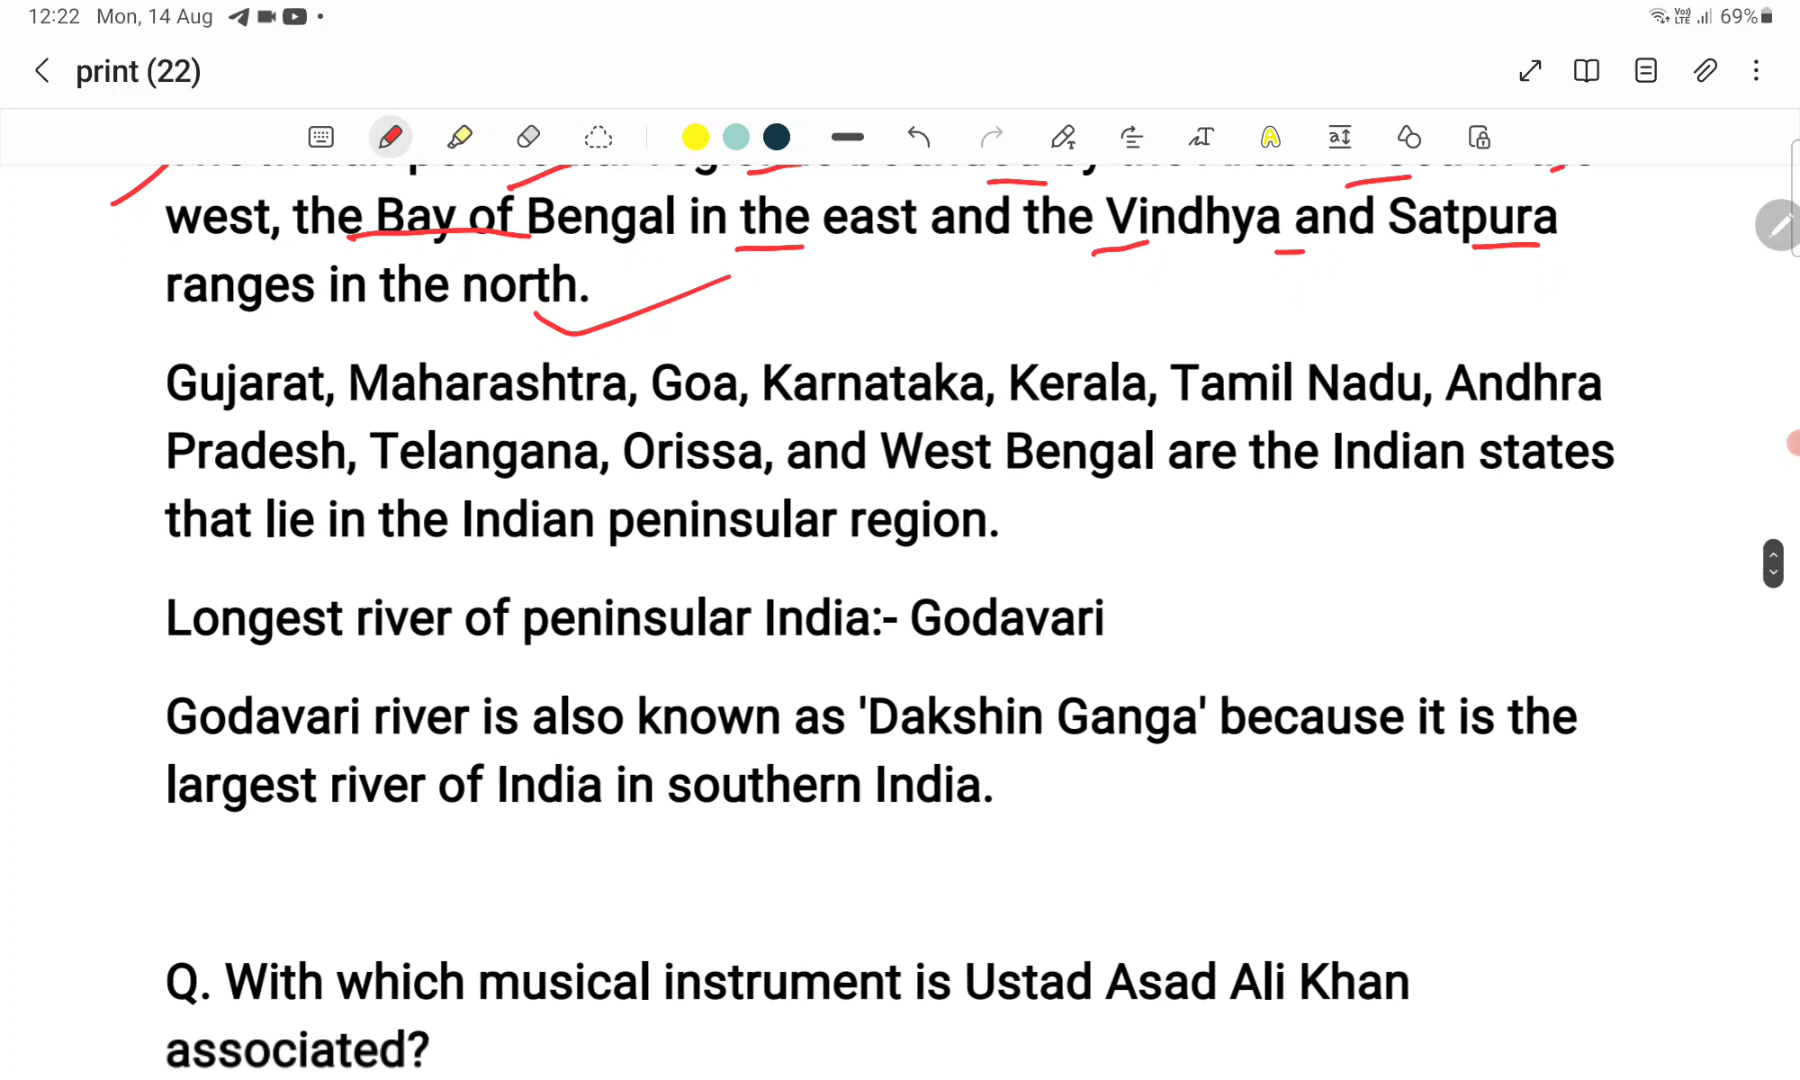 12:22 Mon, 14 Aug
69%
print (22)
west, the Bay of Bengal in the east and the Vindhya and Satpura
ranges in the north.
Gujarat, Maharashtra, Goa, Karnataka, Kerala, Tamil Nadu, Andhra
Pradesh, Telangana, Orissa, and West Bengal are the Indian states
that lie in the Indian peninsular region.
Longest river of peninsular India:- Godavari
Godavari river is also known as 'Dakshin Ganga' because it is the
largest river of India in southern India.
Q. With which musical instrument is Ustad Asad Ali Khan
associated?